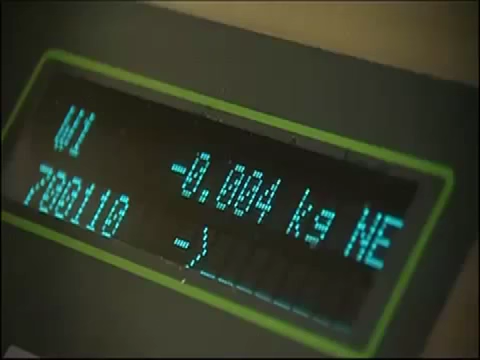 W1 -0.004 kg NE
700110 -> _ _ _ _ _ _ _ _